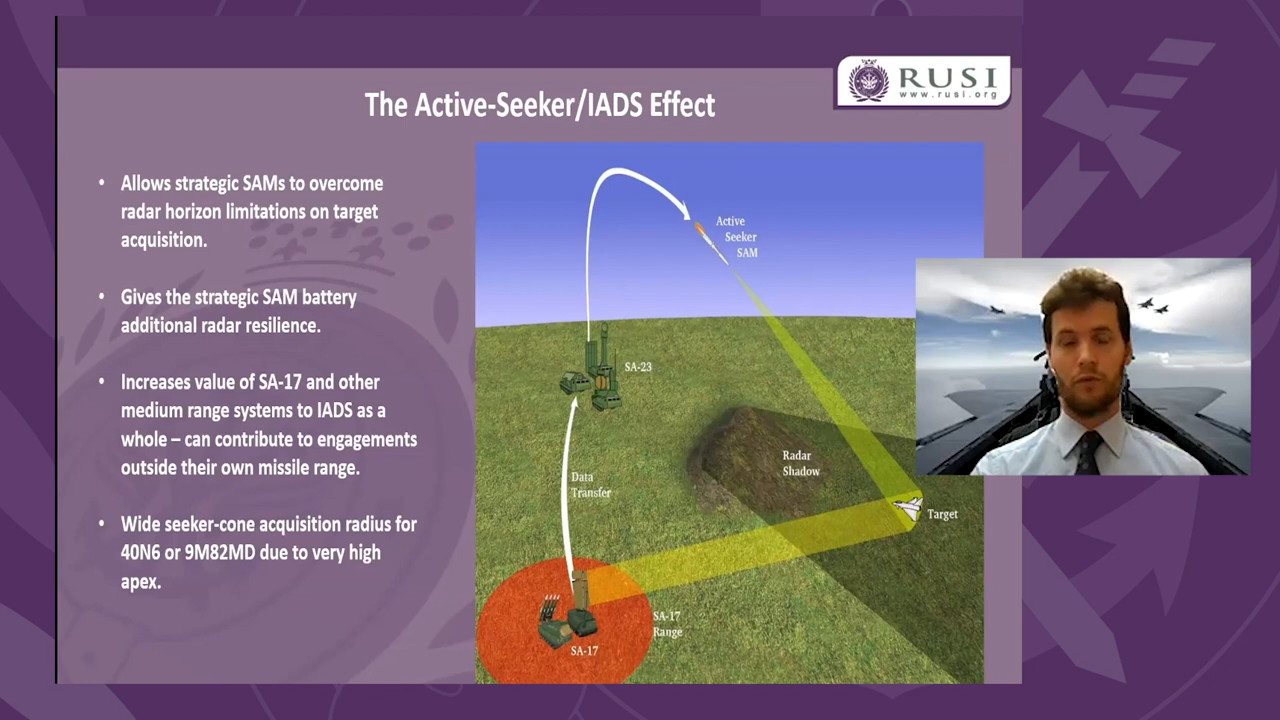 RUSI
www.rusi.org
The Active-Seeker/IADS Effect
• Allows strategic SAMs to overcome
radar horizon limitations on target
acquisition.
• Gives the strategic SAM battery
additional radar resilience.
• Increases value of SA-17 and other
medium range systems to IADS as a
whole – can contribute to engagements
outside their own missile range.
• Wide seeker-cone acquisition radius for
40N6 or 9M82MD due to very high
apex.
Active
Seeker
SAM
SA-23
Radar
Shadow
Data
Transfer
Target
SA-17
Range
SA-17